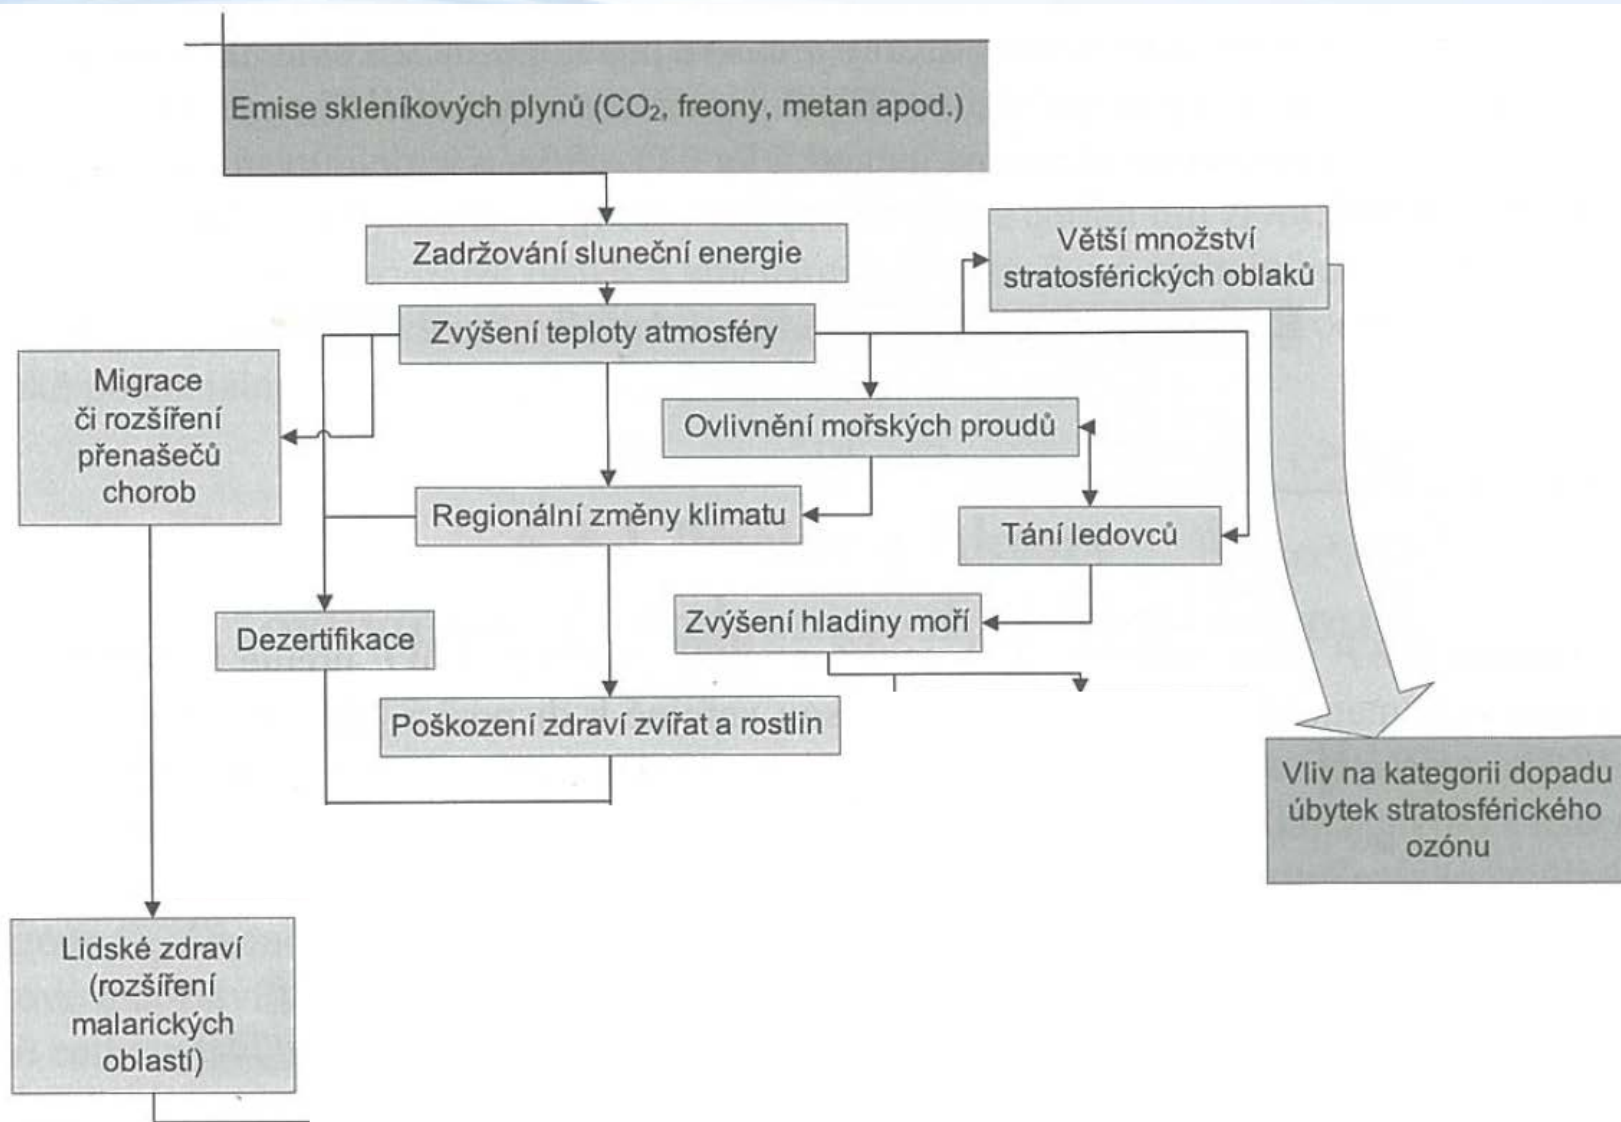 Emise skleníkových plynů (CO₂, freony, metan apod.)
Zadržování sluneční energie
Větší množství
stratosférických oblaků
Zvýšení teploty atmosféry
Migrace
či rozšíření
přenašečů
chorob
Ovlivnění mořských proudů
Regionální změny klimatu
Tání ledovců
Zvýšení hladiny moří
Dezertifikace
Poškození zdraví zvířat a rostlin
Vliv na kategorii dopadu
úbytek stratosférického
ozónu
Lidské zdraví
(rozšíření
malarických
oblastí)